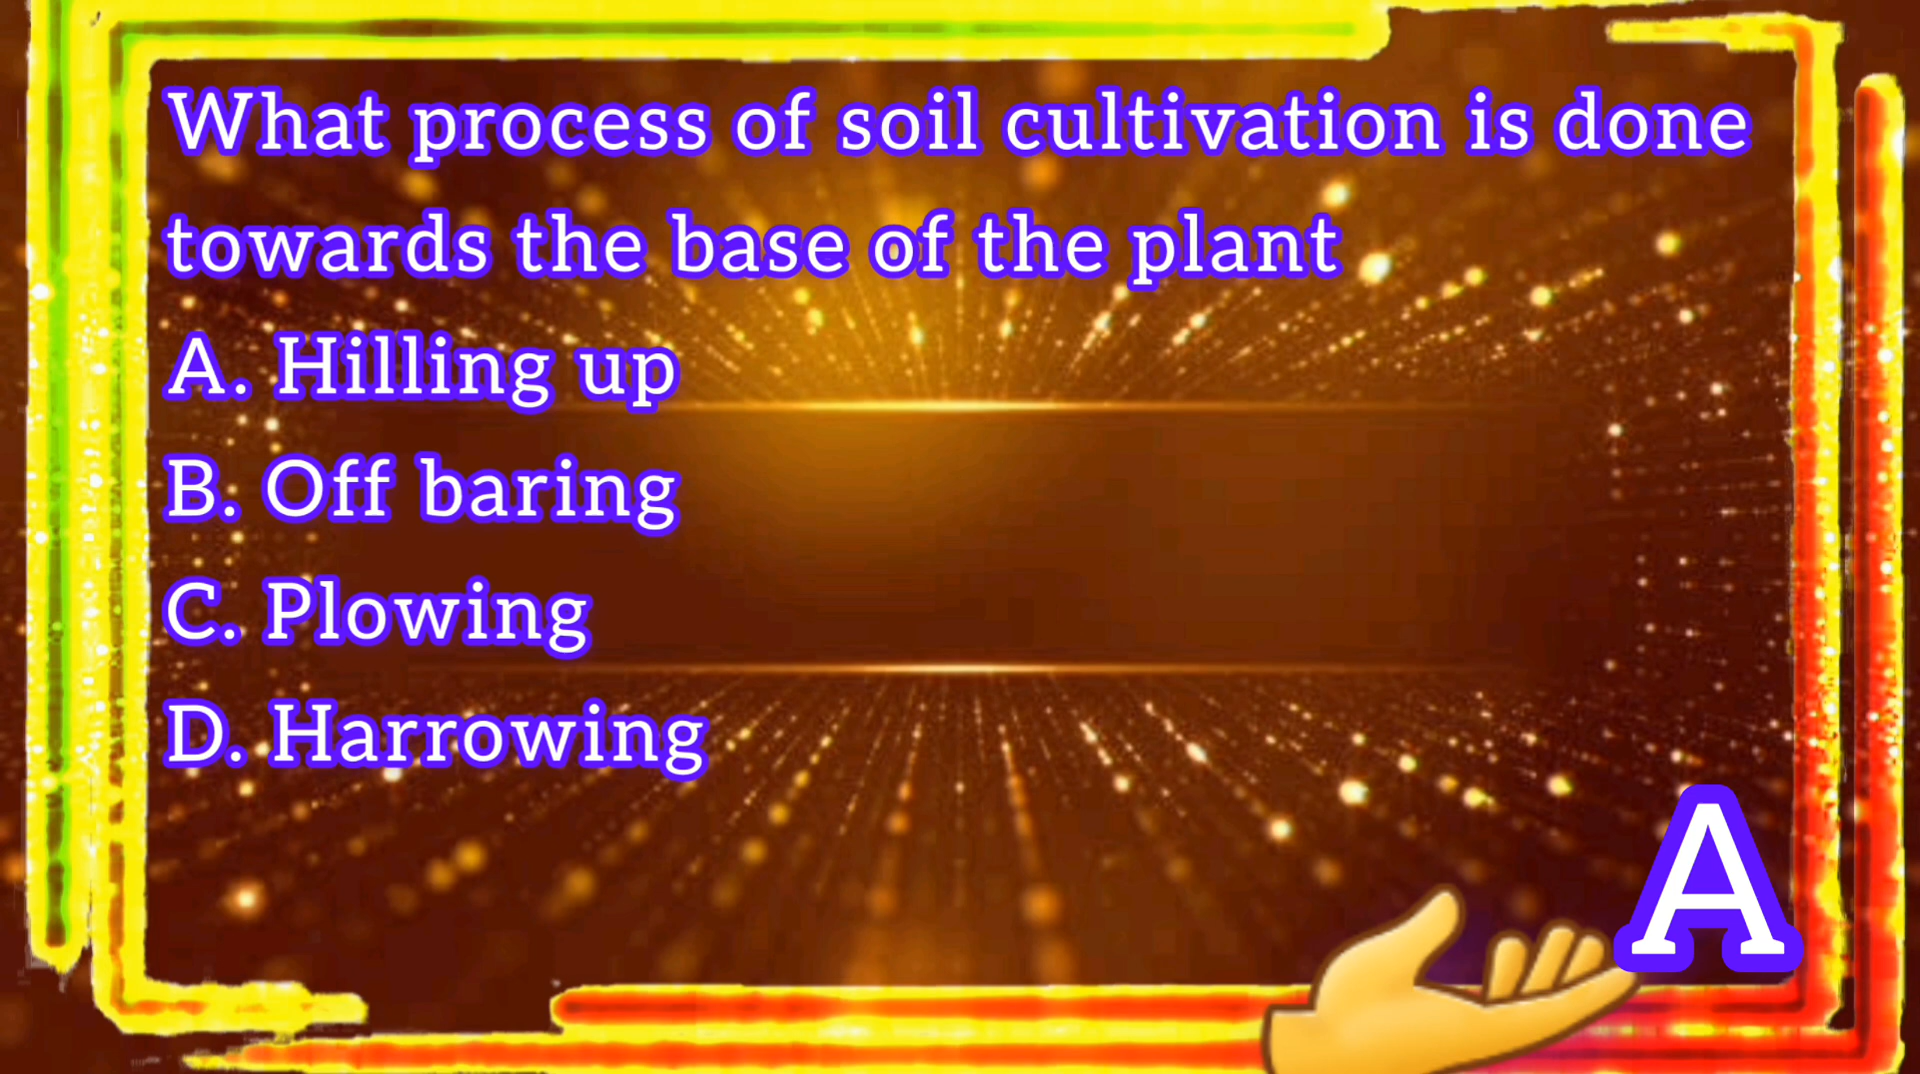 What process of soil cultivation is done
towards the base of the plant
A. Hilling up
B. Off baring
C. Plowing
D. Harrowing
A